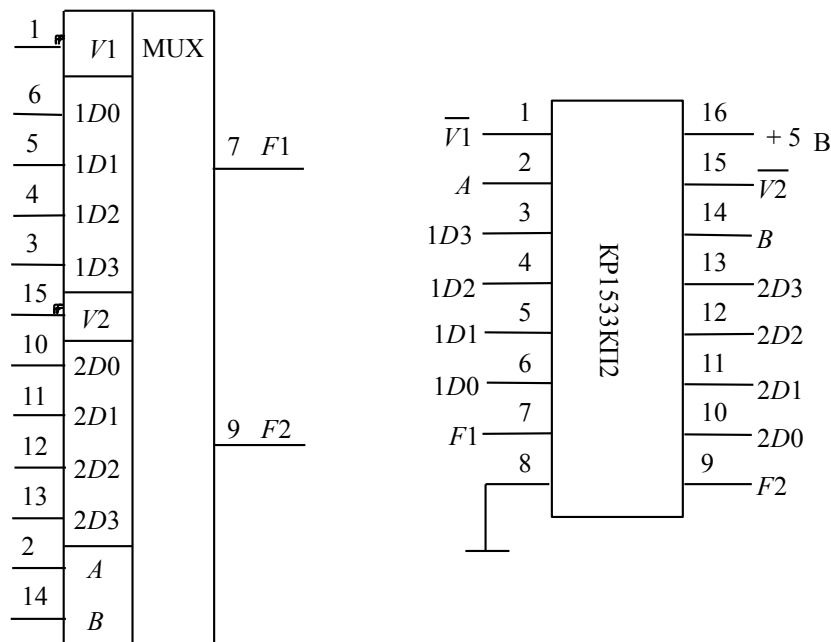 1
V1 MUX
6
1D0
5
1D1
7 F1
4
1D2
3
1D3
15
V2
10
2D0
11
2D1
9 F2
12
2D2
13
2D3
2
A
14
B
V1 1 16 + 5 В
A 2 15 V2
1D3 3 14 B
1D2 4 13 2D3
1D1 5 12 2D2
1D0 6 11 2D1
F1 7 10 2D0
8 9 F2
КР1533КП2